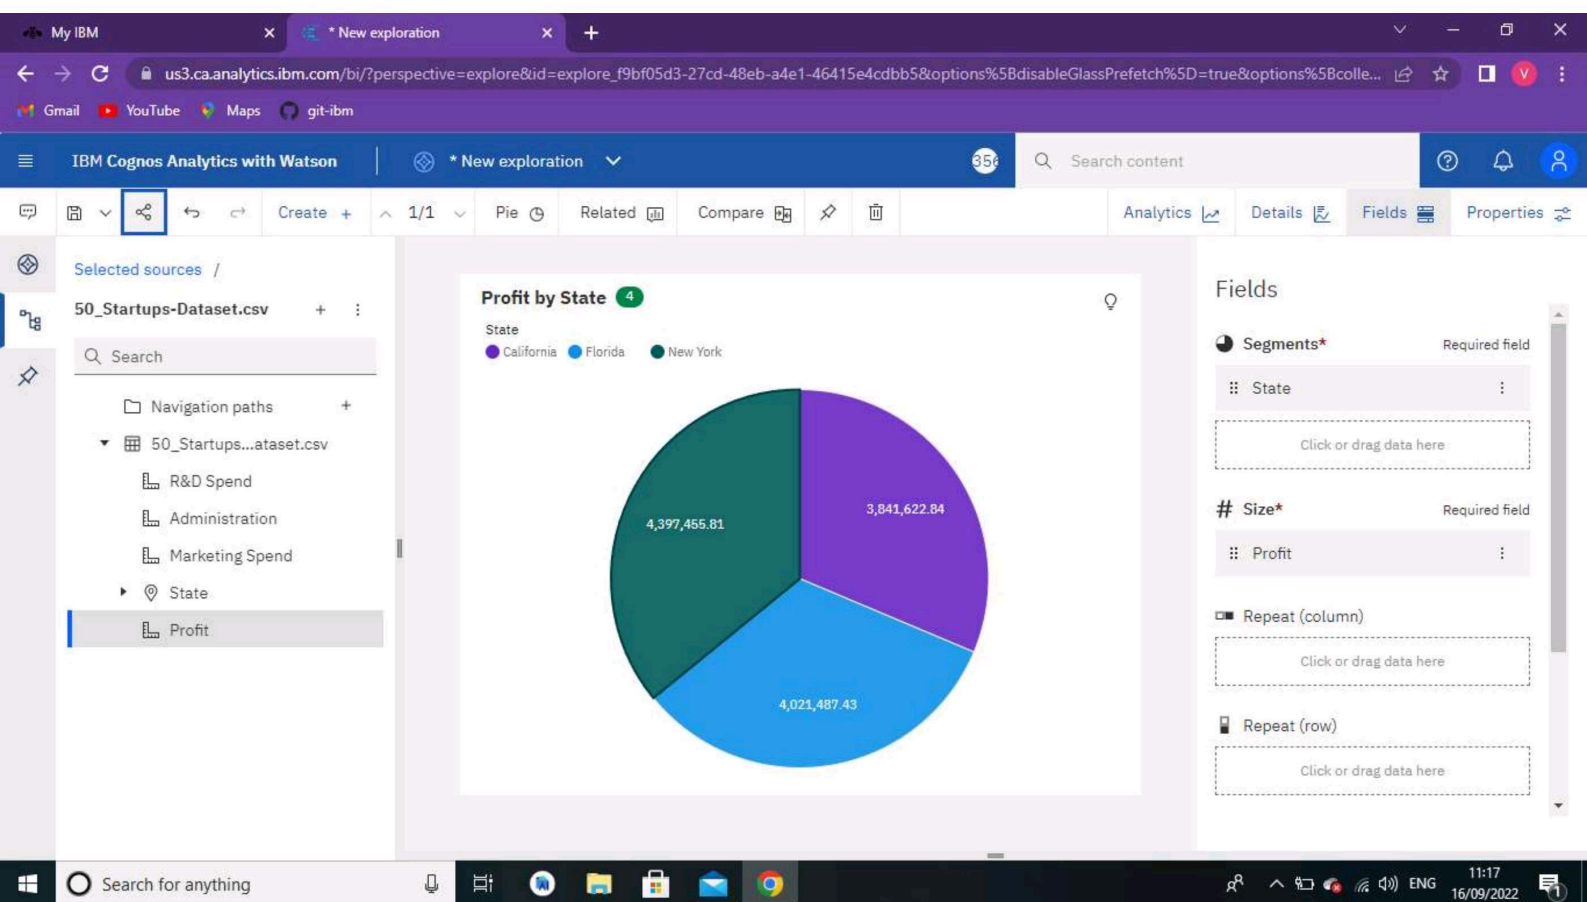 My IBM
* New exploration
us3.ca.analytics.ibm.com/bi/?perspective=explore&id=explore_f9bf05d3-27cd-48eb-a4e1-46415e4cdbb5&options%5BdisableGlassPrefetch%5D=true&options%5Bcolle...
V
Gmail YouTube Maps git-ibm
IBM Cognos Analytics with Watson * New exploration 356 Search content
Create + 1/1 Pie Related Compare Analytics Details Fields Properties
Selected sources /
50_Startups-Dataset.csv + 
Search
Navigation paths +
50_Startups...ataset.csv
R&D Spend
Administration
Marketing Spend
State
Profit
Profit by State 4
State
California Florida New York
3,841,622.84
4,397,455.81
4,021,487.43
Fields
Segments* Required field
State
Click or drag data here
# Size* Required field
Profit
Repeat (column)
Click or drag data here
Repeat (row)
Click or drag data here
Search for anything
ENG
11:17
16/09/2022
1